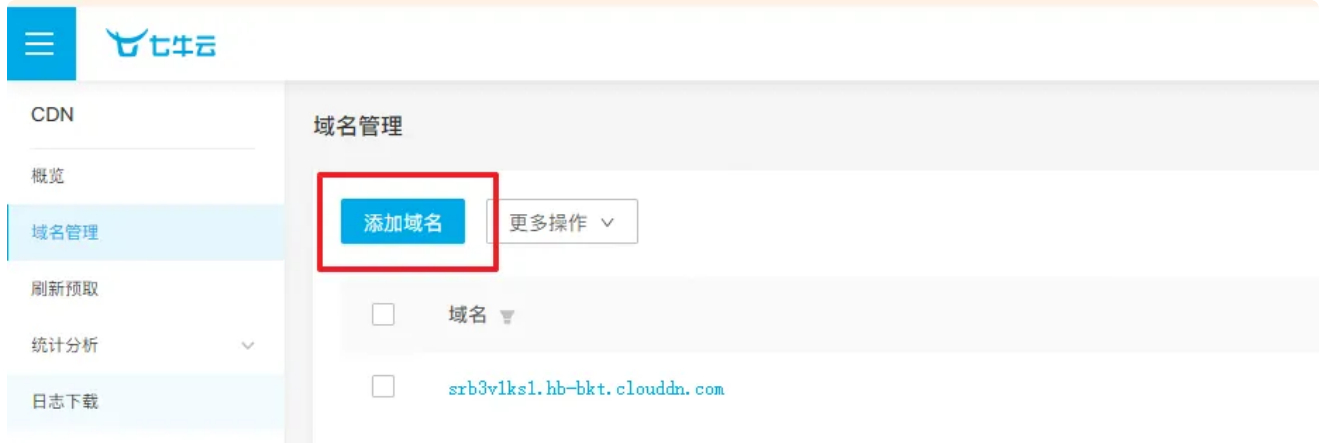 七牛云
CDN
概览
域名管理
刷新预取
统计分析
日志下载
域名管理
添加域名
更多操作
域名
srb3v1ks1.hb-bkt.clouddn.com